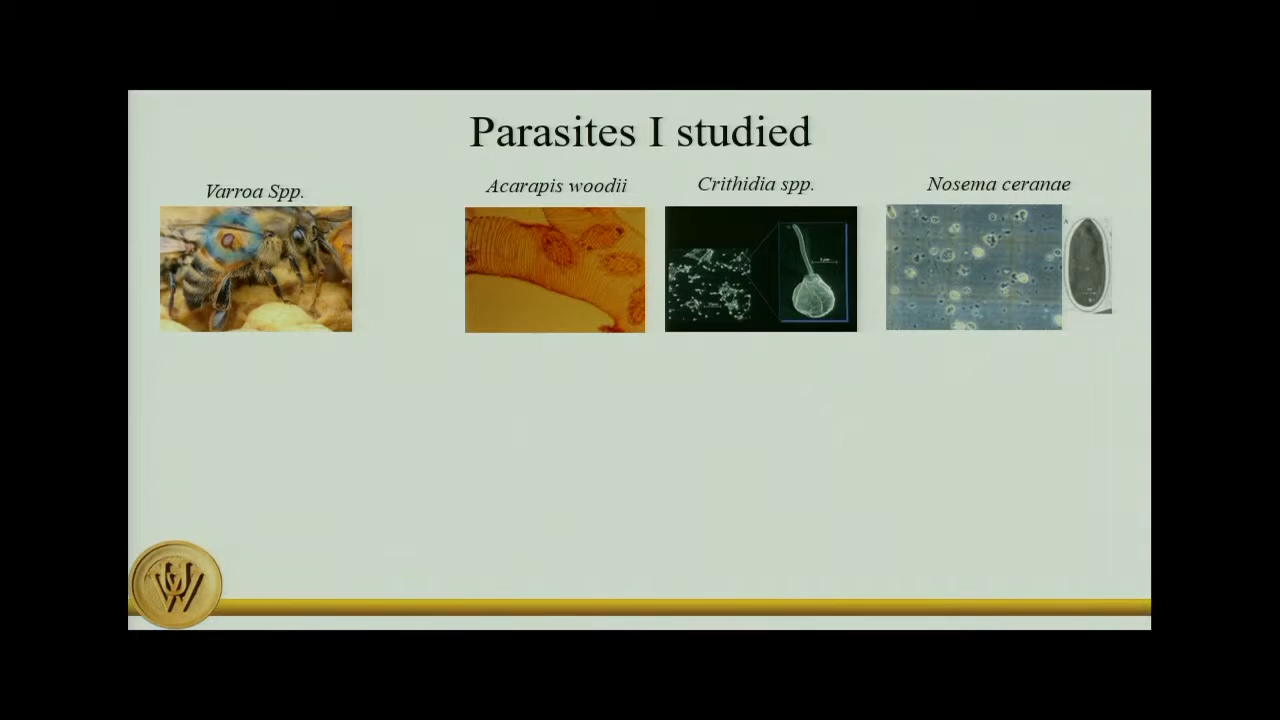 Parasites I studied
Varroa Spp.
Acarapis woodii
Crithidia spp.
Nosema ceranae